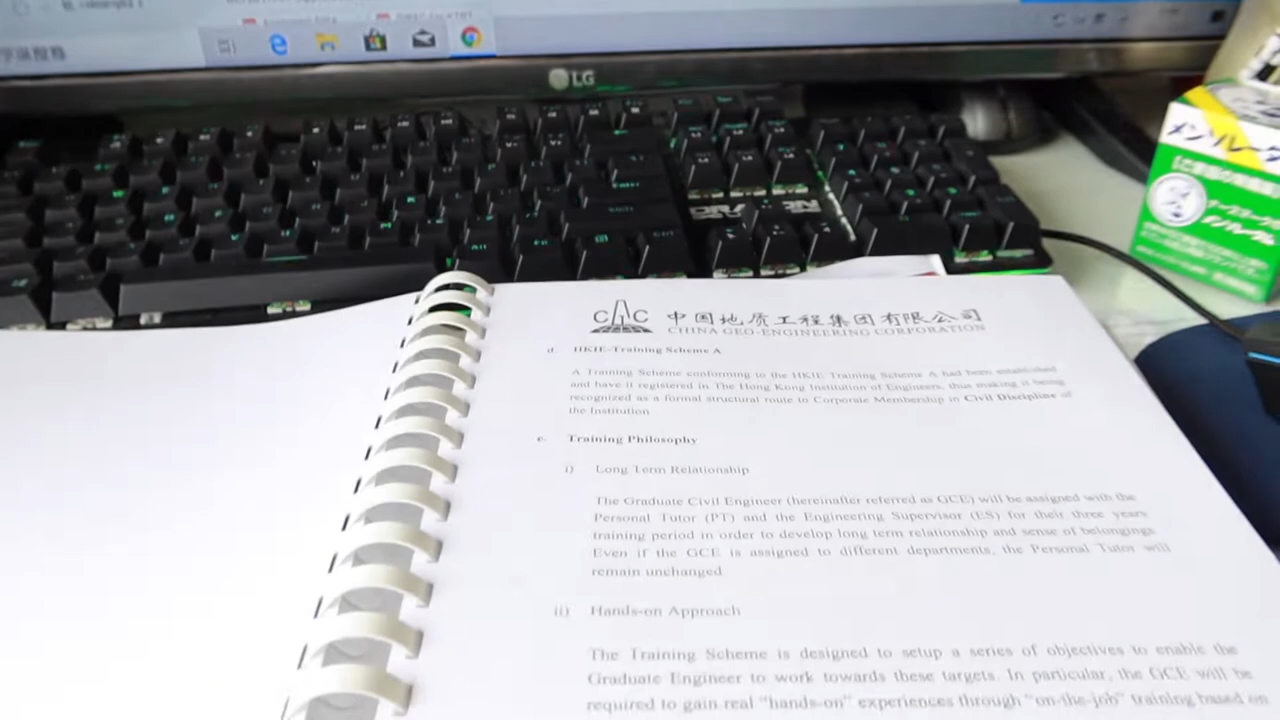 LG
メンソレータ
CGC 中国地质工程集团有限公司
CHINA GEO-ENGINEERING CORPORATION
d. HKIE-Training Scheme A
A Training Scheme conforming to the HKIE Training Scheme A had been established
and have it registered in The Hong Kong Institution of Engineers, thus making it being
recognized as a formal structural route to Corporate Membership in Civil Discipline of
the Institution
e. Training Philosophy
i) Long Term Relationship
The Graduate Civil Engineer (hereinafter referred as GCE) will be assigned with the
Personal Tutor (PT) and the Engineering Supervisor (ES) for their three years
training period in order to develop long term relationship and sense of belongings.
Even if the GCE is assigned to different departments, the Personal Tutor will
remain unchanged
ii) Hands-on Approach
The Training Scheme is designed to setup a series of objectives to enable the
Graduate Engineer to work towards these targets. In particular, the GCE will be
required to gain real "hands-on" experiences through "on-the-job" training based on